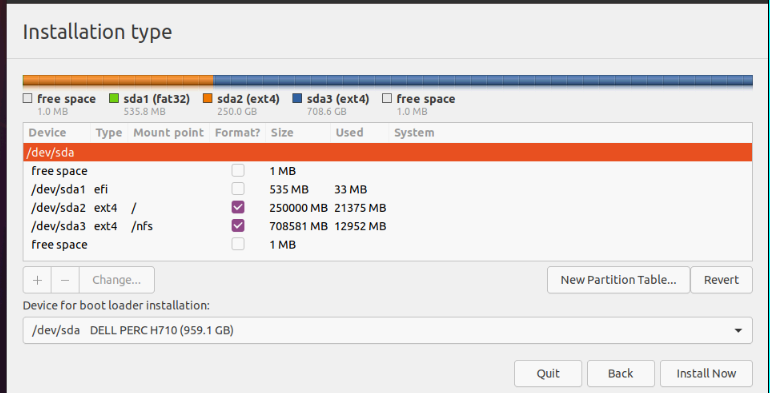 Installation type
free space sda1 (fat32) sda2 (ext4) sda3 (ext4) free space
1.0 MB 535.8 MB 250.0 GB 708.6 GB 1.0 MB
Device Type Mount point Format? Size Used System
/dev/sda
free space 1 MB
/dev/sda1 efi 535 MB 33 MB
/dev/sda2 ext4 / 250000 MB 21375 MB
/dev/sda3 ext4 /nfs 708581 MB 12952 MB
free space 1 MB
+ − Change... New Partition Table... Revert
Device for boot loader installation:
/dev/sda DELL PERC H710 (959.1 GB)
Quit Back Install Now